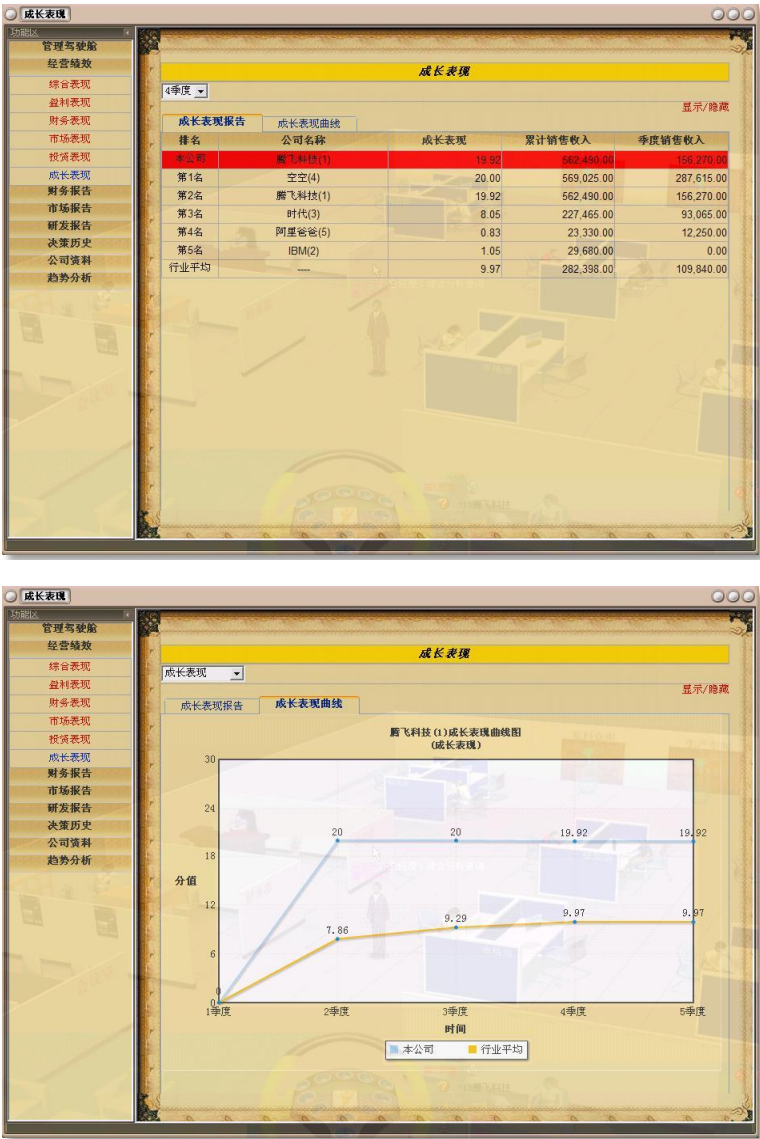 成长表现
功能区
管理驾驶舱
经营绩效
综合表现
盈利表现
财务表现
市场表现
投资表现
成长表现
财务报告
市场报告
研发报告
决策历史
公司资料
趋势分析
成长表现
4季度
显示/隐藏
成长表现报告 成长表现曲线
排名 公司名称 成长表现 累计销售收入 季度销售收入
本公司 腾飞科技(1) 19.92 562,490.00 156,270.00
第1名 空空(4) 20.00 569,025.00 287,615.00
第2名 腾飞科技(1) 19.92 562,490.00 156,270.00
第3名 时代(3) 8.05 227,465.00 93,065.00
第4名 阿里爸爸(5) 0.83 23,330.00 12,250.00
第5名 IBM(2) 1.05 29,680.00 0.00
行业平均 ---- 9.97 282,398.00 109,840.00
成长表现
功能区
管理驾驶舱
经营绩效
综合表现
盈利表现
财务表现
市场表现
投资表现
成长表现
财务报告
市场报告
研发报告
决策历史
公司资料
趋势分析
成长表现
成长表现
显示/隐藏
成长表现报告 成长表现曲线
腾飞科技(1)成长表现曲线图
(成长表现)
30
24
18
分值
12
6
0
20 20 19.92 19.92
7.86 9.29 9.97 9.97
0
1季度 2季度 3季度 4季度 5季度
时间
本公司 行业平均